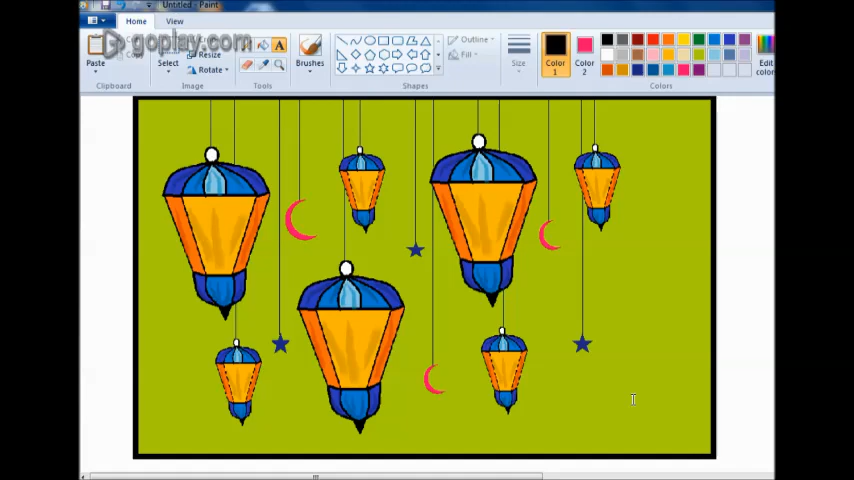 Untitled - Paint
Home View
goplay.com
Paste
Copy
Select
Resize
Rotate
A
Brushes
Outline
Fill
Size
Color 1
Color 2
Edit colors
Clipboard Image Tools Shapes Colors